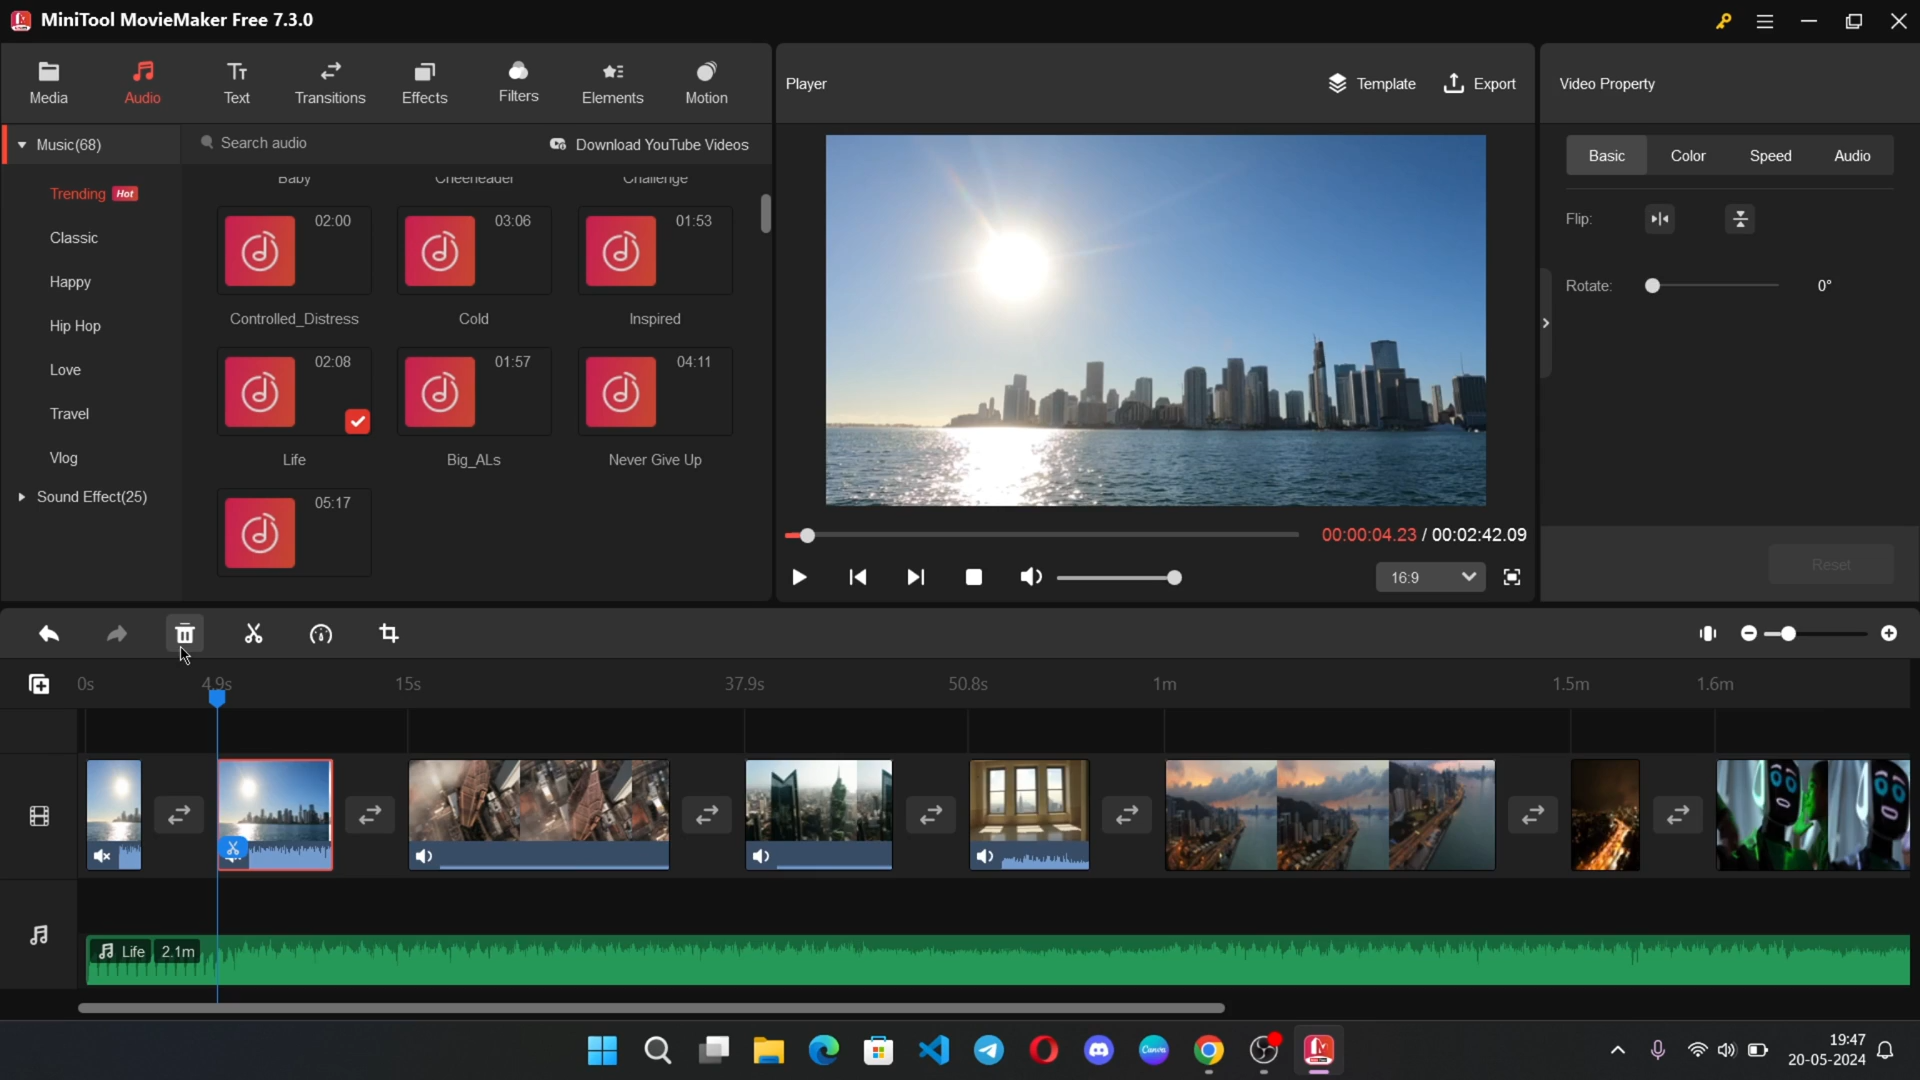 MiniTool MovieMaker Free 7.3.0
Media
Audio
Text
Transitions
Effects
Filters
Elements
Motion
Player
Template
Export
Video Property
Music(68)
Search audio
Download YouTube Videos
Basic
Color
Speed
Audio
Trending Hot
Classic
Happy
Hip Hop
Love
Travel
Vlog
Sound Effect(25)
Baby
Cheerleader
Challenge
02:00
03:06
01:53
Controlled_Distress
Cold
Inspired
02:08
01:57
04:11
Life
Big_ALs
Never Give Up
05:17
Flip:
Rotate:
0°
Reset
00:00:04.23 / 00:02:42.09
16:9
0s
4.9s
15s
37.9s
50.8s
1m
1.5m
1.6m
Life 2.1m
Canva
19:47
20-05-2024